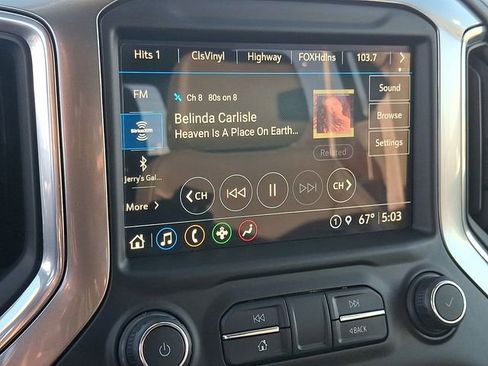 Hits 1 ClsVinyl Highway FOXHdlns 103.7
FM
Ch 8 80s on 8
Sound
Belinda Carlisle
Heaven Is A Place On Earth...
Browse
SiriusXM
Related
Settings
Jerry's Gal...
More
CH
CH
1 67° 5:03
BACK